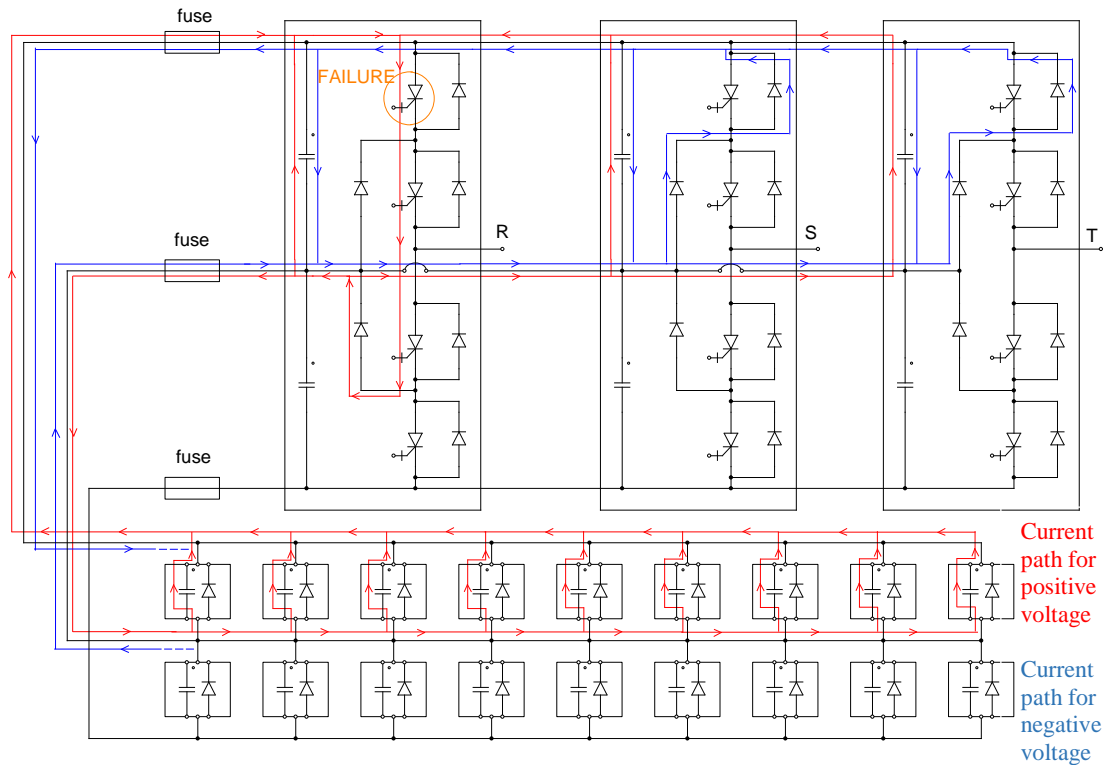 fuse
FAILURE
R
S
T
fuse
fuse
Current
path for
positive
voltage
Current
path for
negative
voltage